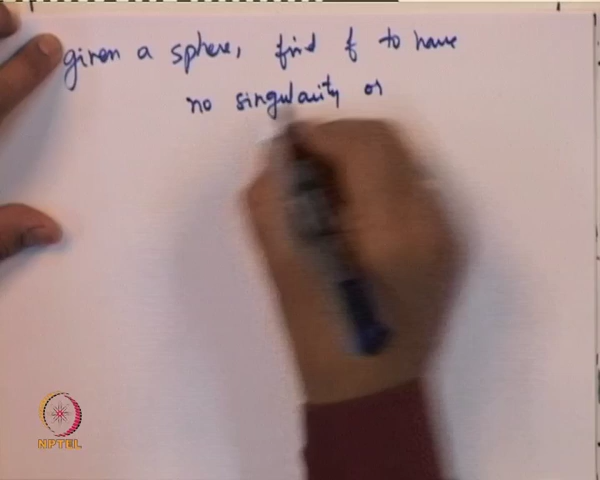 given a sphere, find f to have
no singularity or
NPTEL